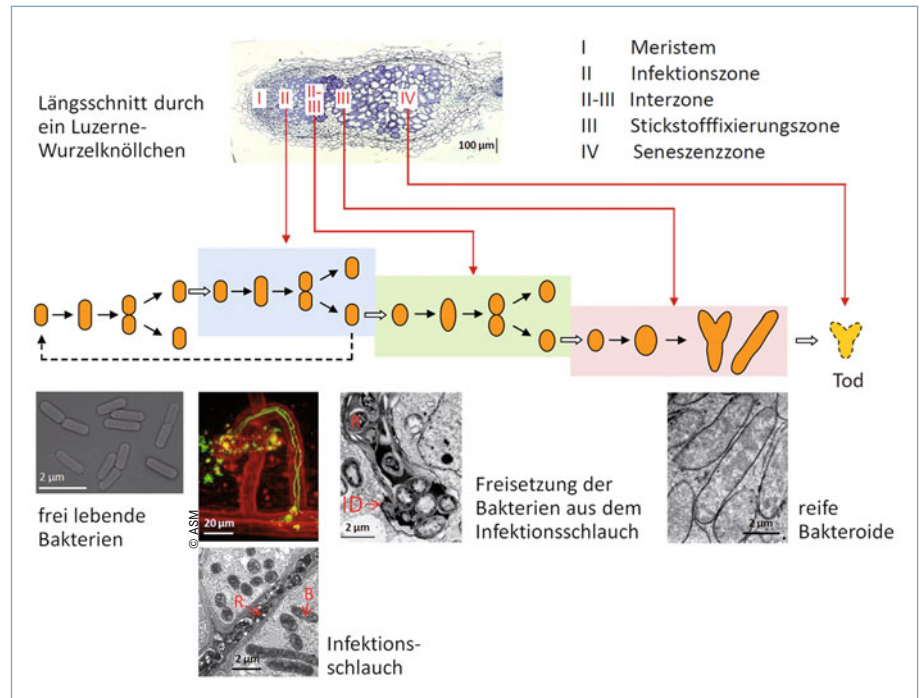 Längsschnitt durch
ein Luzerne-
Wurzelknöllchen
I II II-III III IV
100 µm
I Meristem
II Infektionszone
II-III Interzone
III Stickstofffixierungszone
IV Seneszenzzone
Tod
2 µm
frei lebende
Bakterien
20 µm
© ASM
R
B
2 µm
Infektions-
schlauch
R
ID
2 µm
Freisetzung der
Bakterien aus dem
Infektionsschlauch
2 µm
reife
Bakteroide